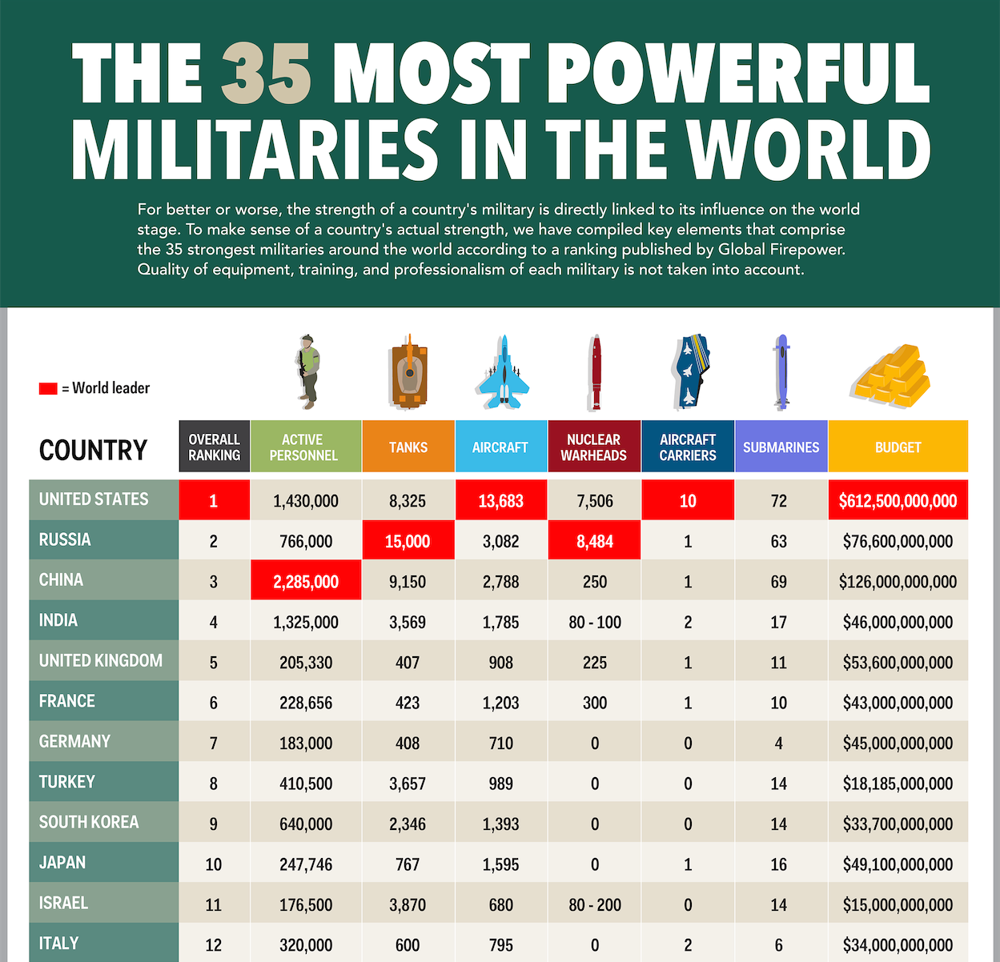 THE 35 MOST POWERFUL
MILITARIES IN THE WORLD
For better or worse, the strength of a country's military is directly linked to its influence on the world
stage. To make sense of a country's actual strength, we have compiled key elements that comprise
the 35 strongest militaries around the world according to a ranking published by Global Firepower.
Quality of equipment, training, and professionalism of each military is not taken into account.
= World leader
COUNTRY OVERALL RANKING ACTIVE PERSONNEL TANKS AIRCRAFT NUCLEAR WARHEADS AIRCRAFT CARRIERS SUBMARINES BUDGET
UNITED STATES 1 1,430,000 8,325 13,683 7,506 10 72 $612,500,000,000
RUSSIA 2 766,000 15,000 3,082 8,484 1 63 $76,600,000,000
CHINA 3 2,285,000 9,150 2,788 250 1 69 $126,000,000,000
INDIA 4 1,325,000 3,569 1,785 80 - 100 2 17 $46,000,000,000
UNITED KINGDOM 5 205,330 407 908 225 1 11 $53,600,000,000
FRANCE 6 228,656 423 1,203 300 1 10 $43,000,000,000
GERMANY 7 183,000 408 710 0 0 4 $45,000,000,000
TURKEY 8 410,500 3,657 989 0 0 14 $18,185,000,000
SOUTH KOREA 9 640,000 2,346 1,393 0 0 14 $33,700,000,000
JAPAN 10 247,746 767 1,595 0 1 16 $49,100,000,000
ISRAEL 11 176,500 3,870 680 80 - 200 0 14 $15,000,000,000
ITALY 12 320,000 600 795 0 2 6 $34,000,000,000